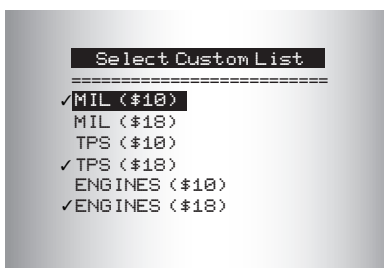 Select Custom List
==========================
✓MIL ($10)
MIL ($18)
TPS ($10)
✓TPS ($18)
ENGINES ($10)
✓ENGINES ($18)